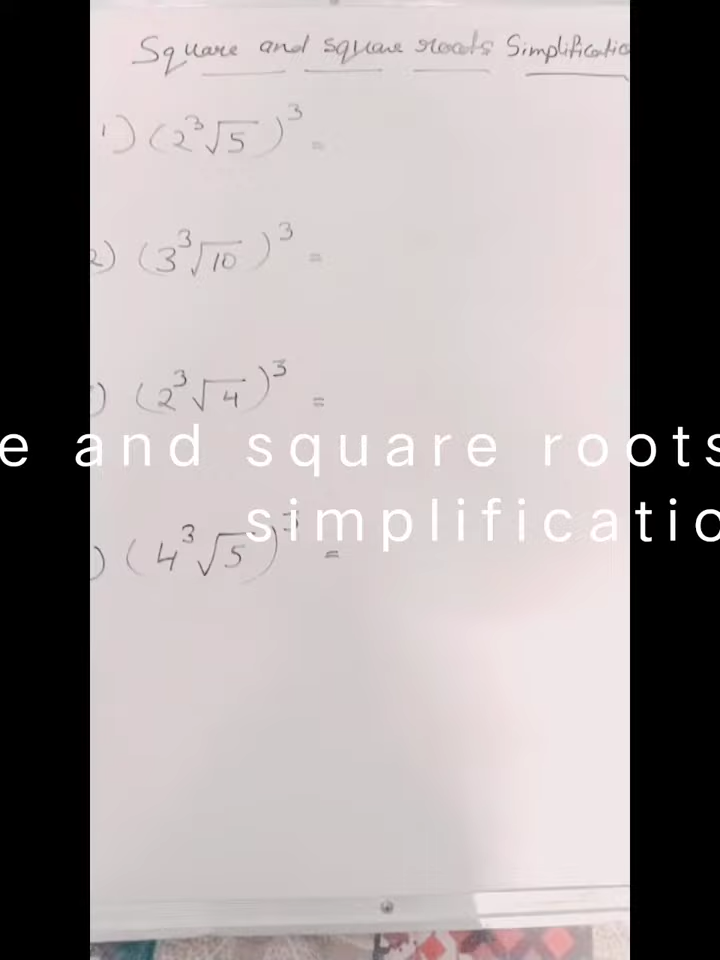 Square and square roots Simplificatio
1) (2³√5)³ =
2) (3³√10)³ =
) (2³√4)³ =
e and square roots
simplificatio
) (4³√5)³ =